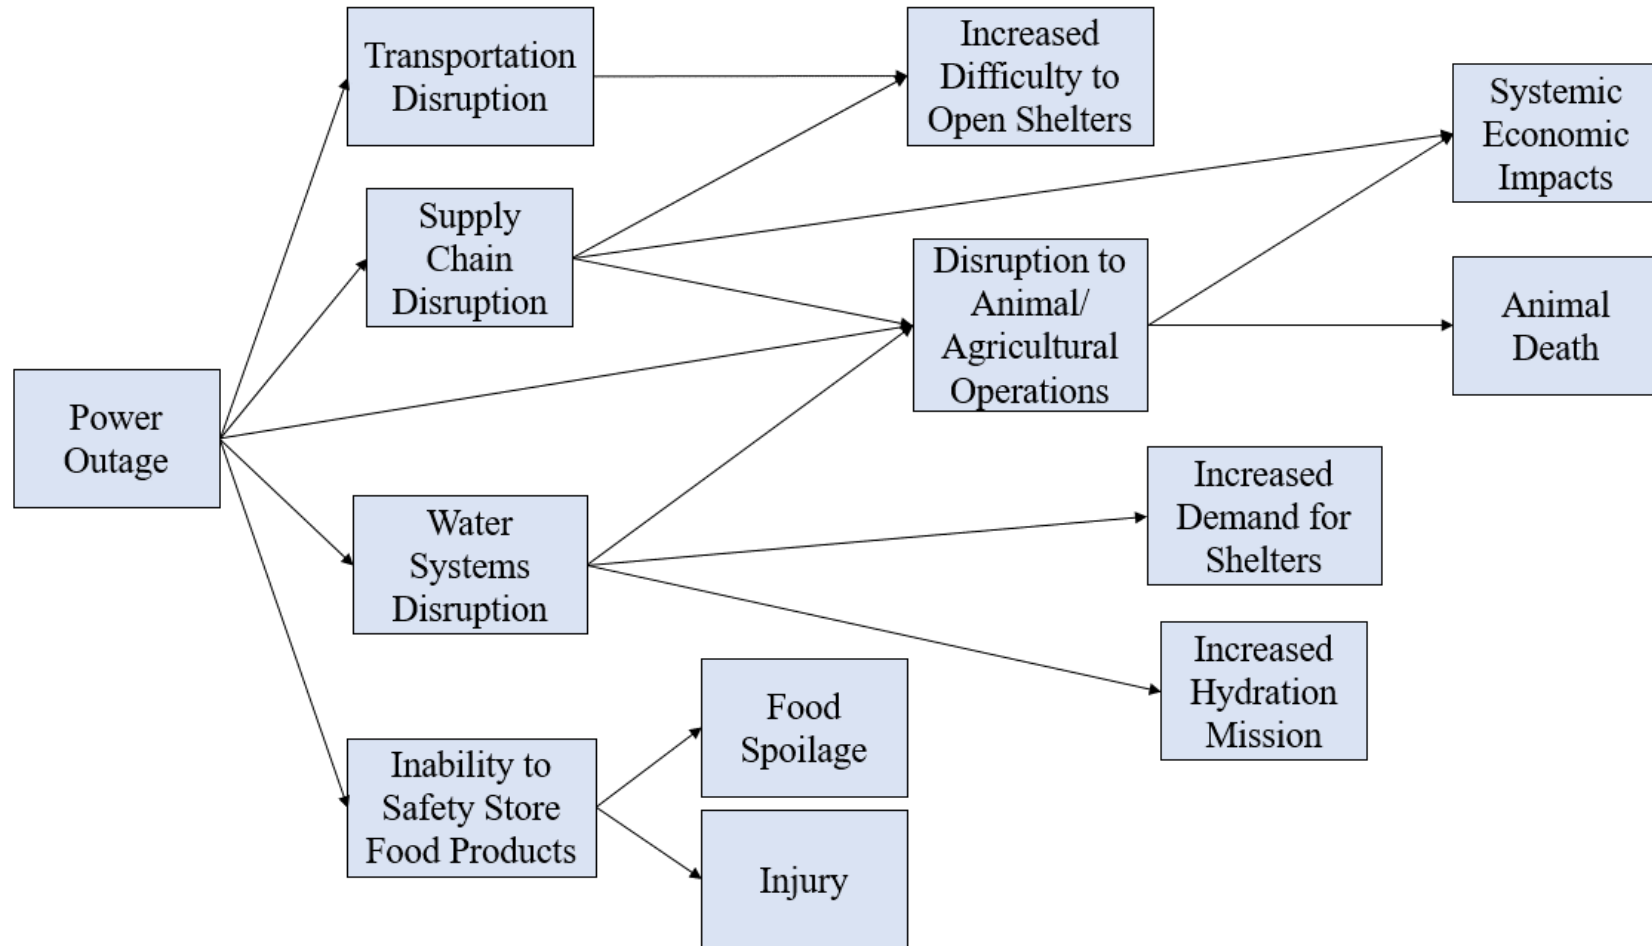 Transportation
Disruption
Increased
Difficulty to
Open Shelters
Systemic
Economic
Impacts
Supply
Chain
Disruption
Disruption to
Animal/
Agricultural
Operations
Animal
Death
Power
Outage
Water
Systems
Disruption
Increased
Demand for
Shelters
Increased
Hydration
Mission
Food
Spoilage
Inability to
Safety Store
Food Products
Injury